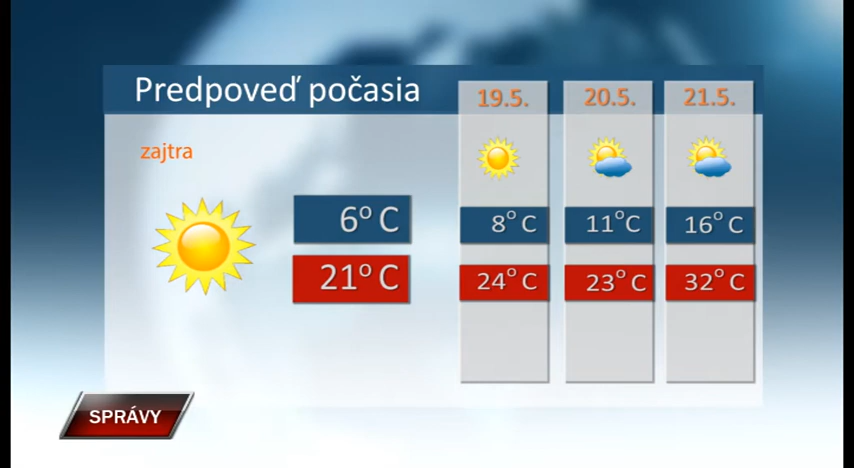 Predpoveď počasia
zajtra
6° C
21° C
19.5.
8° C
24° C
20.5.
11°C
23° C
21.5.
16° C
32° C
SPRÁVY